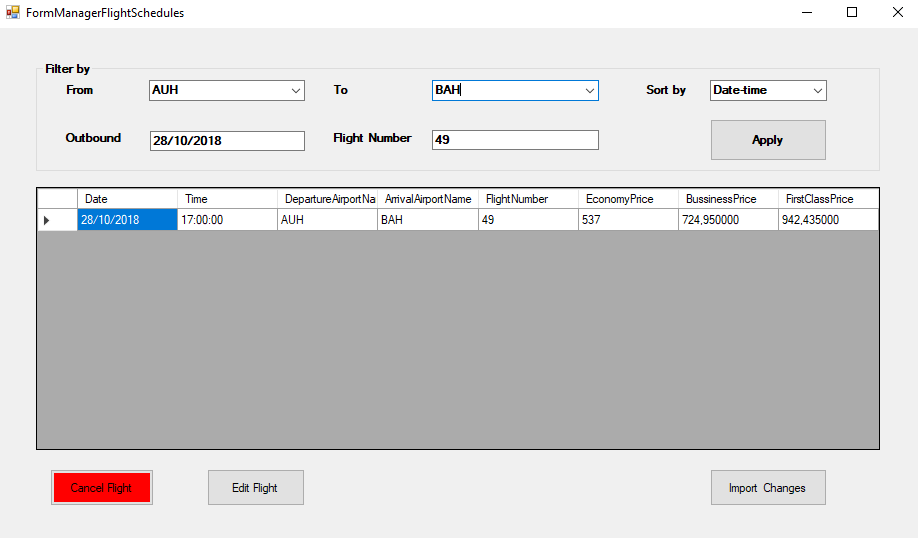 FormManagerFlightSchedules
Filter by
From AUH To BAH Sort by Date-time
Outbound 28/10/2018 Flight Number 49 Apply
Date Time DepartureAirportNa ArrivalAirportName FlightNumber EconomyPrice BussinessPrice FirstClassPrice
28/10/2018 17:00:00 AUH BAH 49 537 724,950000 942,435000
Cancel Flight Edit Flight Import Changes